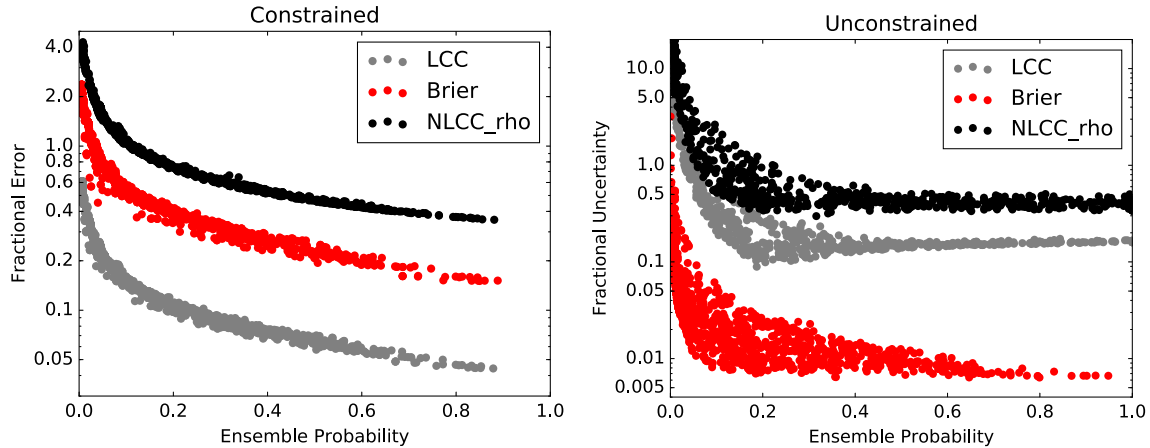 Constrained
4.0
2.0
1.0
0.8
0.6
0.4
0.2
0.1
0.05
Fractional Error
LCC
Brier
NLCC_rho
0.0 0.2 0.4 0.6 0.8 1.0
Ensemble Probability
Unconstrained
10.0
5.0
1.0
0.5
0.1
0.05
0.01
0.005
Fractional Uncertainty
LCC
Brier
NLCC_rho
0.0 0.2 0.4 0.6 0.8 1.0
Ensemble Probability